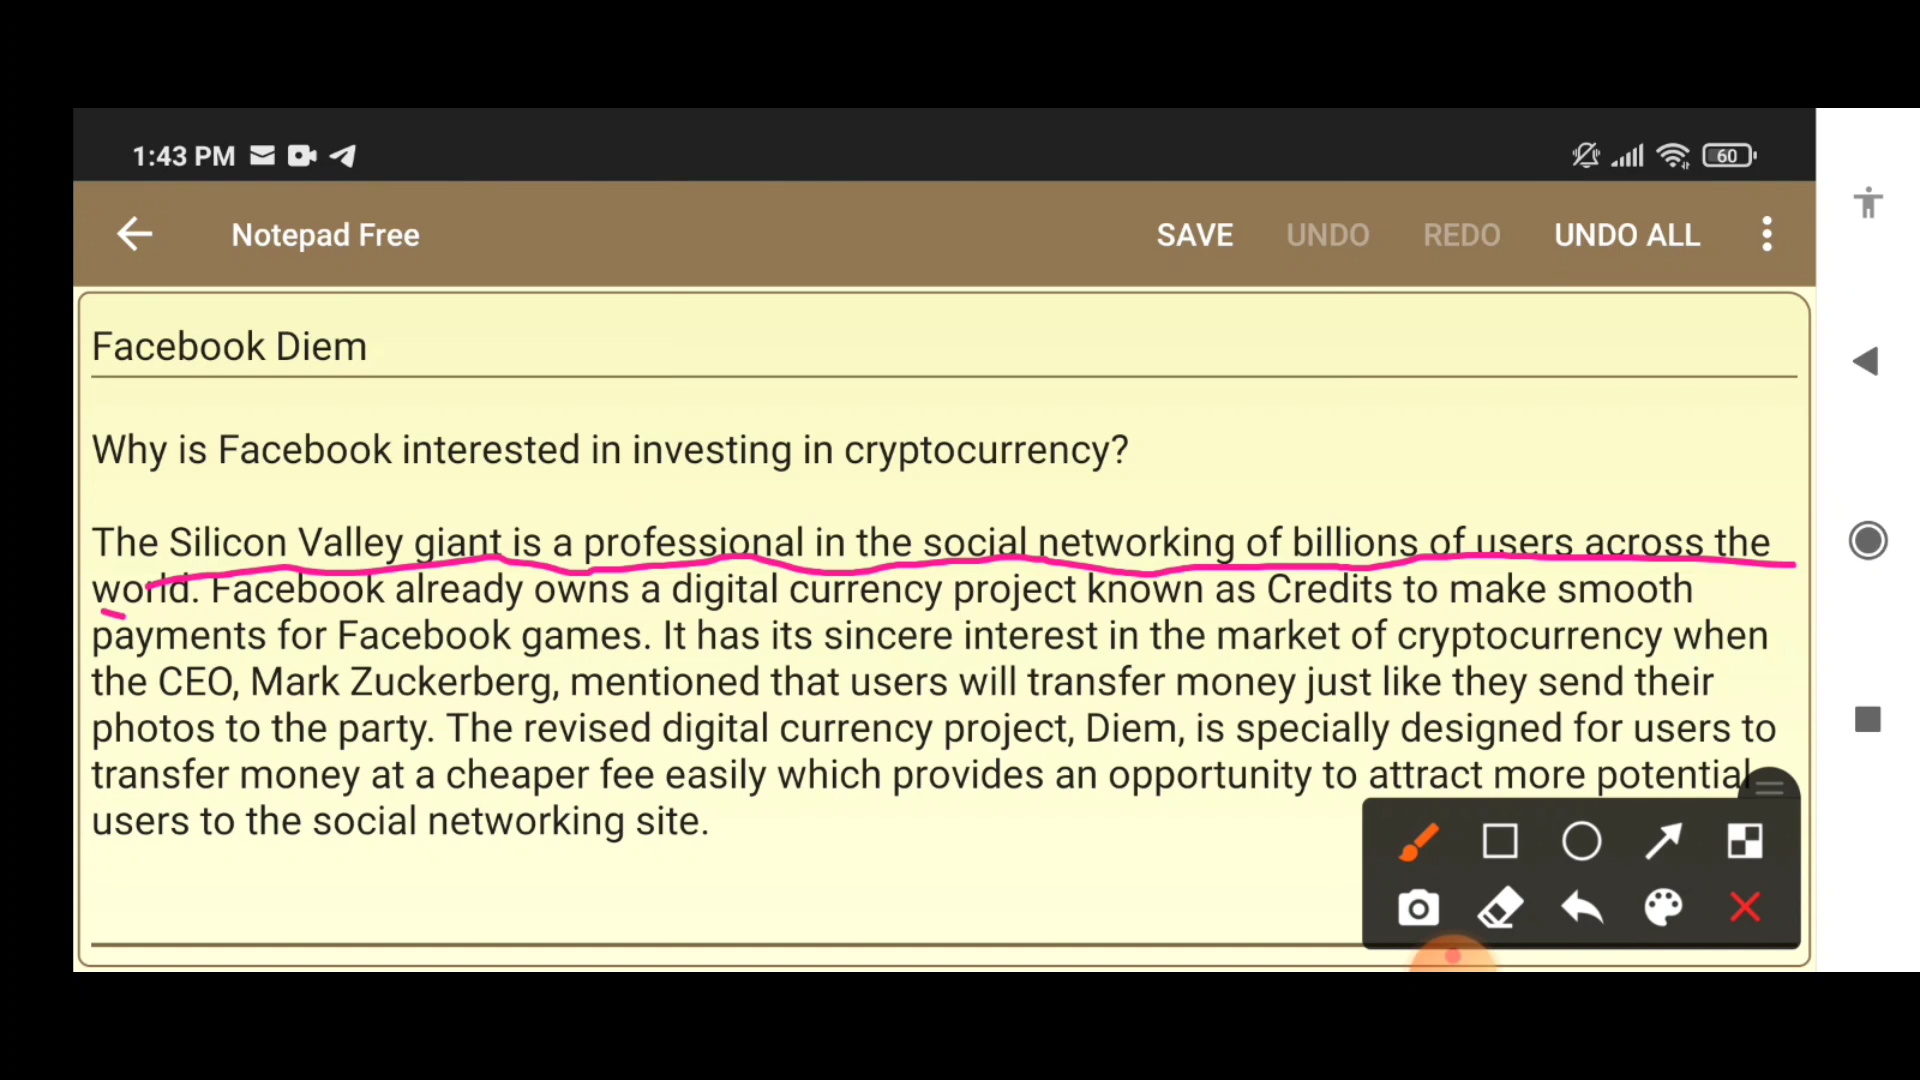 1:43 PM
60
Notepad Free
SAVE UNDO REDO UNDO ALL
Facebook Diem
Why is Facebook interested in investing in cryptocurrency?
The Silicon Valley giant is a professional in the social networking of billions of users across the
world. Facebook already owns a digital currency project known as Credits to make smooth
payments for Facebook games. It has its sincere interest in the market of cryptocurrency when
the CEO, Mark Zuckerberg, mentioned that users will transfer money just like they send their
photos to the party. The revised digital currency project, Diem, is specially designed for users to
transfer money at a cheaper fee easily which provides an opportunity to attract more potential
users to the social networking site.